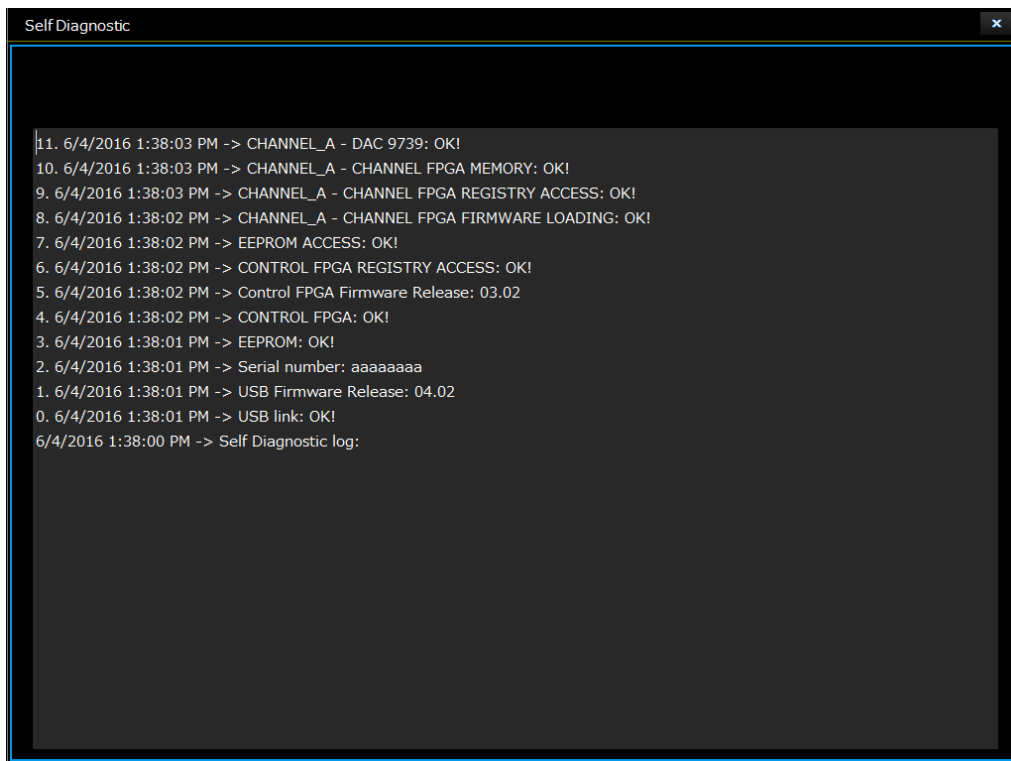 Self Diagnostic
11. 6/4/2016 1:38:03 PM -> CHANNEL_A - DAC 9739: OK!
10. 6/4/2016 1:38:03 PM -> CHANNEL_A - CHANNEL FPGA MEMORY: OK!
9. 6/4/2016 1:38:03 PM -> CHANNEL_A - CHANNEL FPGA REGISTRY ACCESS: OK!
8. 6/4/2016 1:38:02 PM -> CHANNEL_A - CHANNEL FPGA FIRMWARE LOADING: OK!
7. 6/4/2016 1:38:02 PM -> EEPROM ACCESS: OK!
6. 6/4/2016 1:38:02 PM -> CONTROL FPGA REGISTRY ACCESS: OK!
5. 6/4/2016 1:38:02 PM -> Control FPGA Firmware Release: 03.02
4. 6/4/2016 1:38:02 PM -> CONTROL FPGA: OK!
3. 6/4/2016 1:38:01 PM -> EEPROM: OK!
2. 6/4/2016 1:38:01 PM -> Serial number: aaaaaaaa
1. 6/4/2016 1:38:01 PM -> USB Firmware Release: 04.02
0. 6/4/2016 1:38:01 PM -> USB link: OK!
6/4/2016 1:38:00 PM -> Self Diagnostic log: